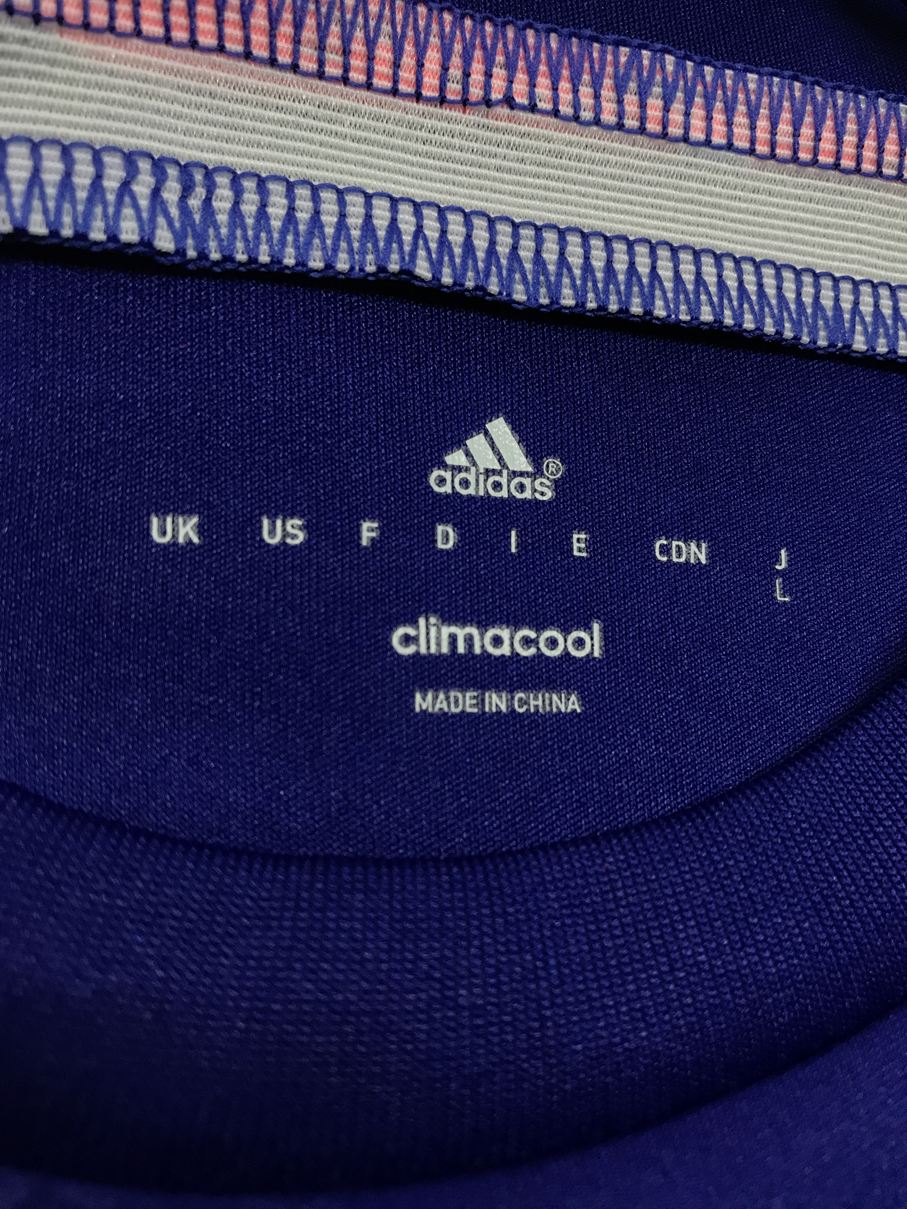 adidas®
UK US F D I E CDN J
L
climacool
MADE IN CHINA